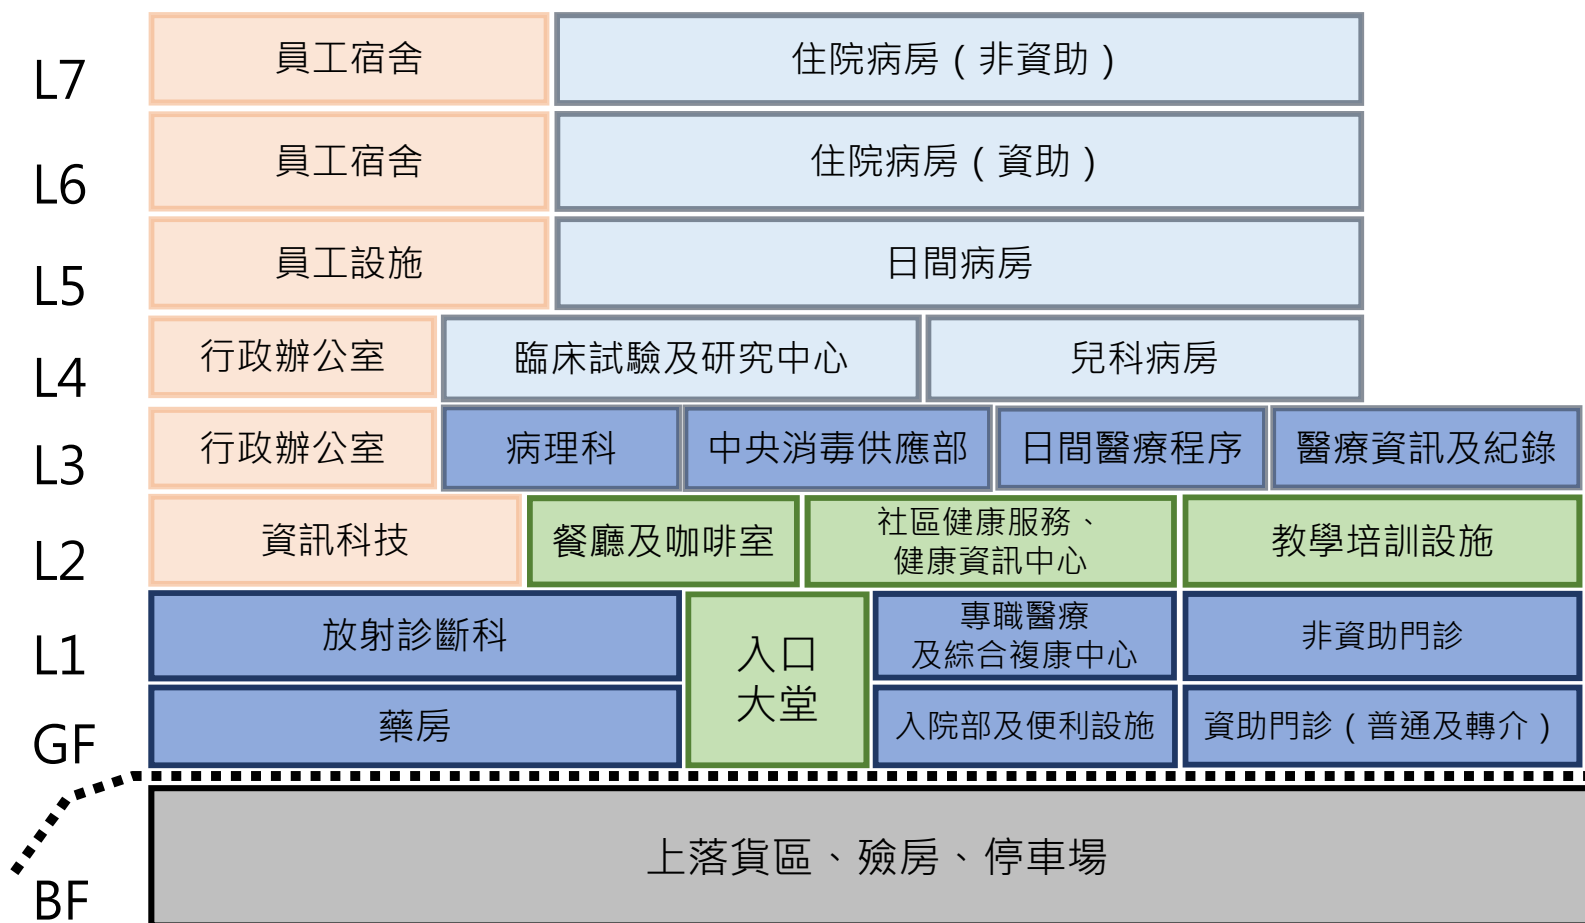 L7
員工宿舍
住院病房（非資助）
L6
員工宿舍
住院病房（資助）
L5
員工設施
日間病房
L4
行政辦公室
臨床試驗及研究中心
兒科病房
L3
行政辦公室
病理科
中央消毒供應部
日間醫療程序
醫療資訊及紀錄
L2
資訊科技
餐廳及咖啡室
社區健康服務、
健康資訊中心
教學培訓設施
L1
放射診斷科
入口
大堂
專職醫療
及綜合複康中心
非資助門診
GF
藥房
入院部及便利設施
資助門診（普通及轉介）
BF
上落貨區、殮房、停車場